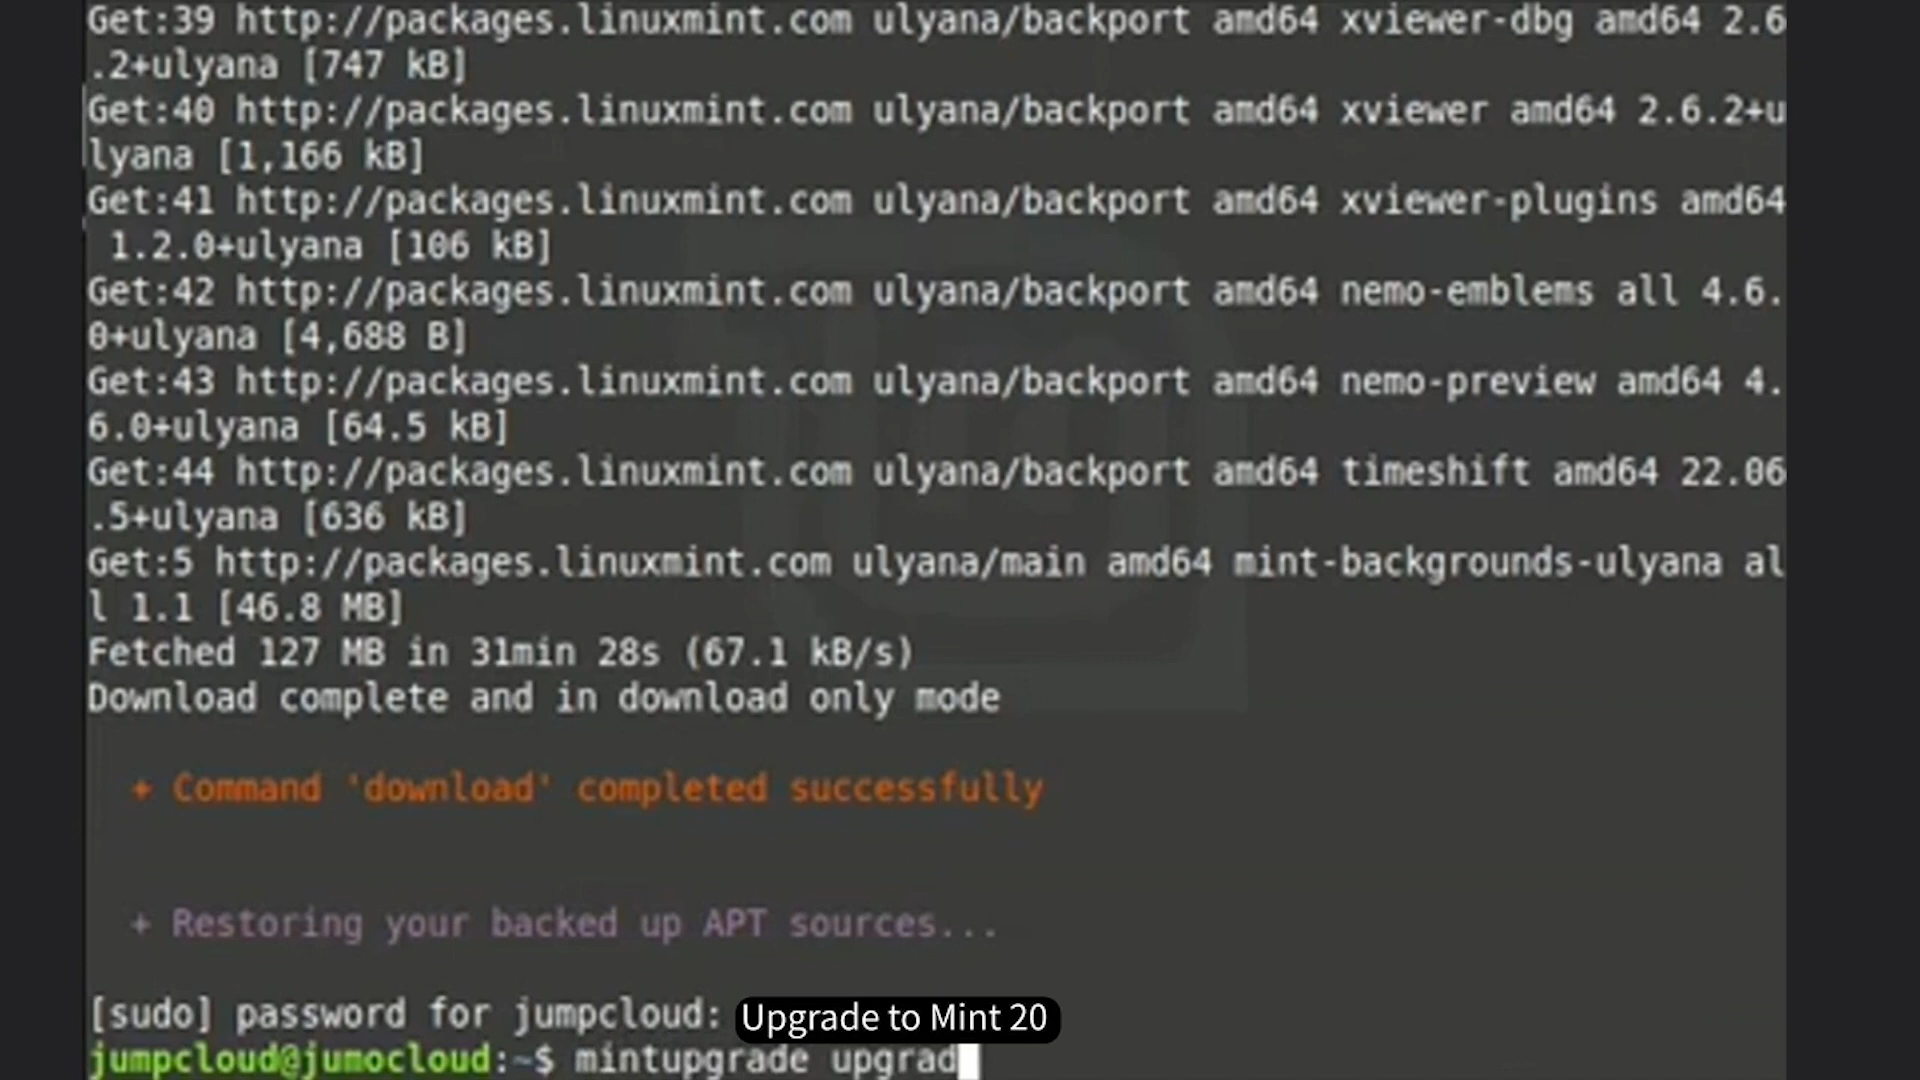 Get:39 http://packages.linuxmint.com ulyana/backport amd64 xviewer-dbg amd64 2.6
.2+ulyana [747 kB]
Get:40 http://packages.linuxmint.com ulyana/backport amd64 xviewer amd64 2.6.2+u
lyana [1,166 kB]
Get:41 http://packages.linuxmint.com ulyana/backport amd64 xviewer-plugins amd64
 1.2.0+ulyana [106 kB]
Get:42 http://packages.linuxmint.com ulyana/backport amd64 nemo-emblems all 4.6.
0+ulyana [4,688 B]
Get:43 http://packages.linuxmint.com ulyana/backport amd64 nemo-preview amd64 4.
6.0+ulyana [64.5 kB]
Get:44 http://packages.linuxmint.com ulyana/backport amd64 timeshift amd64 22.06
.5+ulyana [636 kB]
Get:5 http://packages.linuxmint.com ulyana/main amd64 mint-backgrounds-ulyana al
l 1.1 [46.8 MB]
Fetched 127 MB in 31min 28s (67.1 kB/s)
Download complete and in download only mode
+ Command 'download' completed successfully
+ Restoring your backed up APT sources...
[sudo] password for jumpcloud: Upgrade to Mint 20
jumpcloud@jumocloud:~$ mintupgrade upgrad